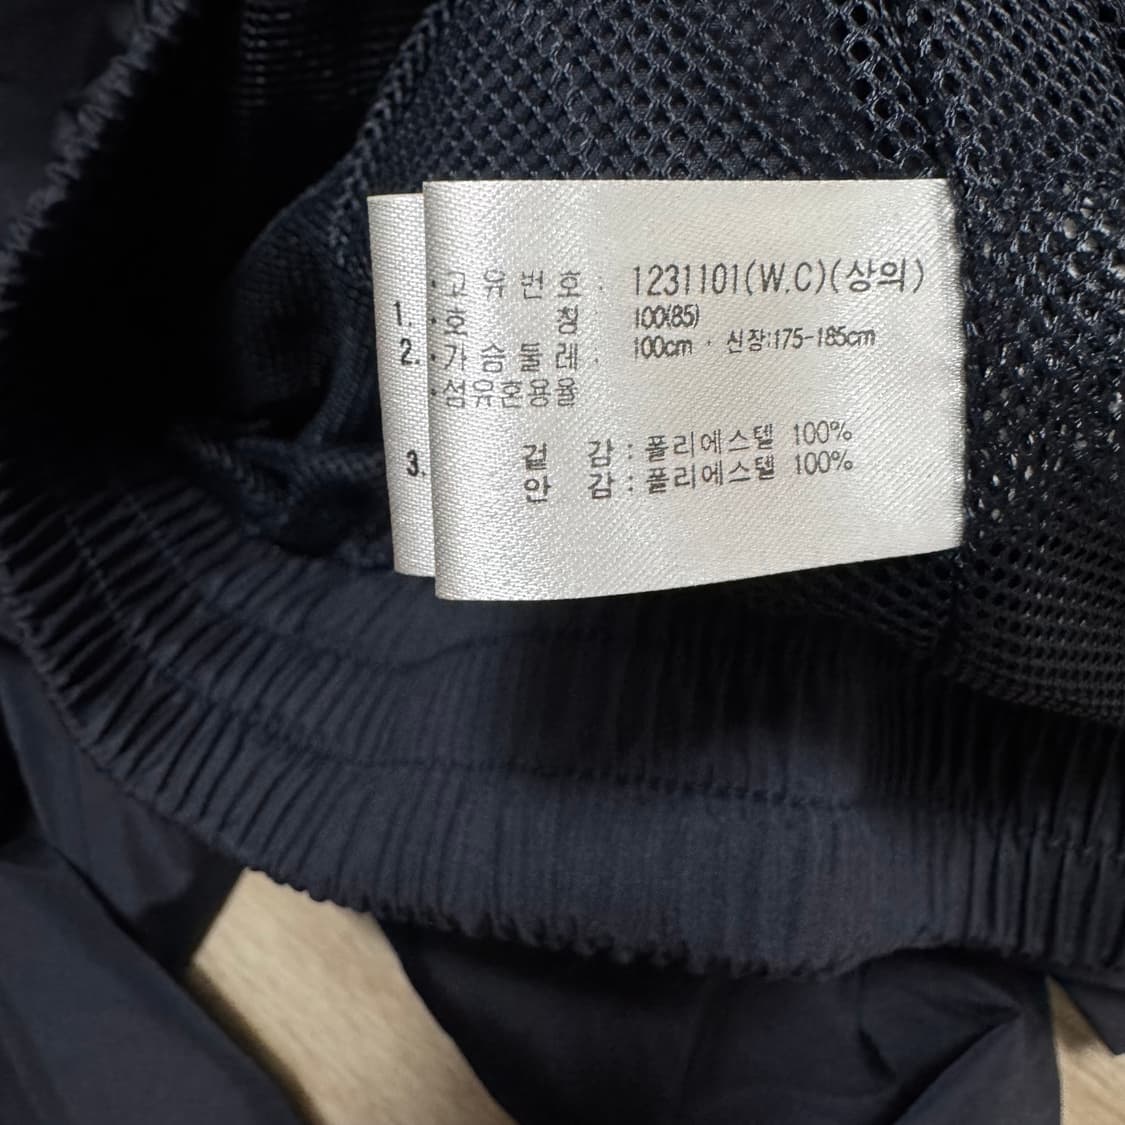 · 고유번호 : 1231101(W.C)(상의)
· 호칭 : 100(85)
· 가슴둘레 : 100cm · 신장:175-185cm
· 섬유혼용율
겉감 : 폴리에스텔 100%
안감 : 폴리에스텔 100%
1.
2.
3.